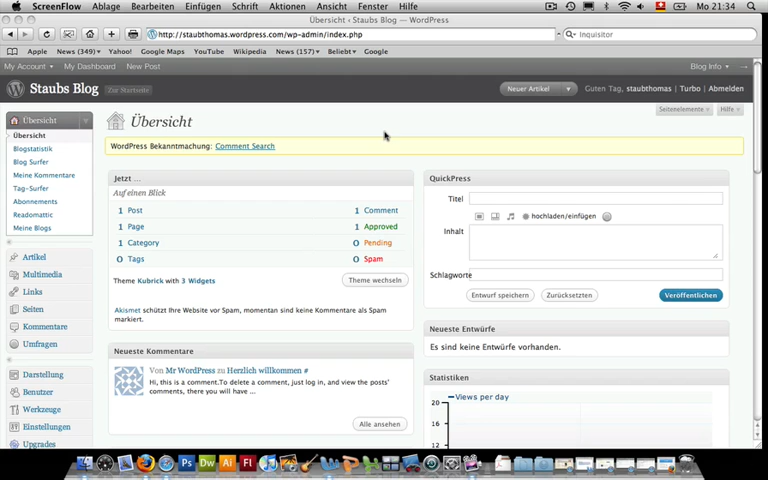 ScreenFlow Ablage Bearbeiten Einfügen Schrift Aktionen Ansicht Fenster Hilfe Mo 21:34
Übersicht ‹ Staubs Blog — WordPress
http://staubthomas.wordpress.com/wp-admin/index.php
Inquisitor
Apple News (349) Yahoo! Google Maps YouTube Wikipedia News (157) Beliebt Google
My Account My Dashboard New Post Blog Info
Staubs Blog Zur Startseite Neuer Artikel Guten Tag, staubthomas | Turbo | Abmelden
Seitenelemente Hilfe
Übersicht
Übersicht
Blogstatistik
Blog Surfer
Meine Kommentare
Tag-Surfer
Abonnements
Readomattic
Meine Blogs
Artikel
Multimedia
Links
Seiten
Kommentare
Umfragen
Darstellung
Benutzer
Werkzeuge
Einstellungen
Upgrades
Übersicht
WordPress Bekanntmachung: Comment Search
Jetzt ...
Auf einen Blick
1 Post 1 Comment
1 Page 1 Approved
1 Category 0 Pending
0 Tags 0 Spam
Theme Kubrick with 3 Widgets Theme wechseln
Akismet schützt Ihre Website vor Spam, momentan sind keine Kommentare als Spam
markiert.
Neueste Kommentare
Von Mr WordPress zu Herzlich willkommen #
Hi, this is a comment.To delete a comment, just log in, and view the posts'
comments, there you will have ...
Alle ansehen
QuickPress
Titel
hochladen/einfügen
Inhalt
Schlagworte
Entwurf speichern Zurücksetzten Veröffentlichen
Neueste Entwürfe
Es sind keine Entwürfe vorhanden.
Statistiken
Views per day
20
16
12
Ps Dw Ai Fl